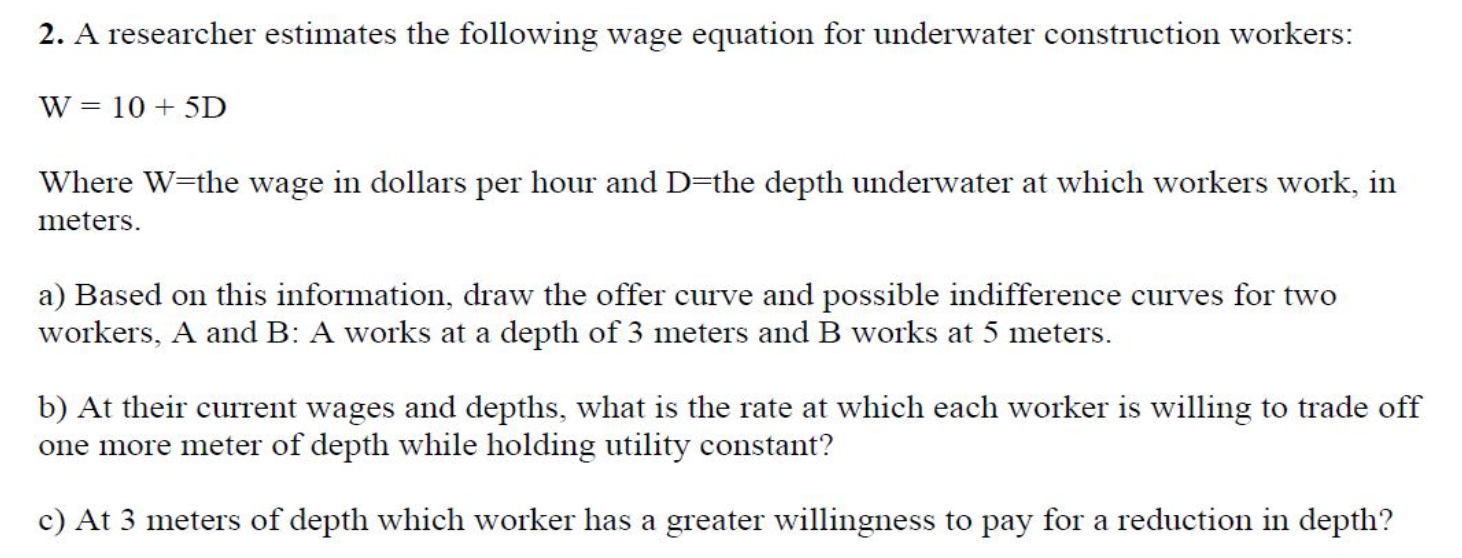 2. A researcher estimates the following wage equation for underwater construction workers:
W = 10 + 5D
Where W=the wage in dollars per hour and D=the depth underwater at which workers work, in
meters.
a) Based on this information, draw the offer curve and possible indifference curves for two
workers, A and B: A works at a depth of 3 meters and B works at 5 meters.
b) At their current wages and depths, what is the rate at which each worker is willing to trade off
one more meter of depth while holding utility constant?
c) At 3 meters of depth which worker has a greater willingness to pay for a reduction in depth?